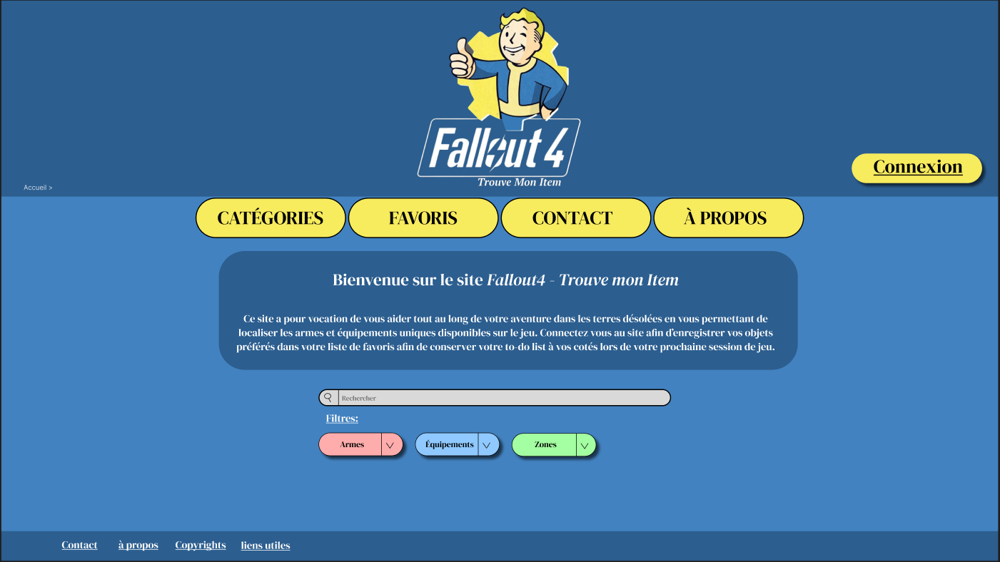 Fallout 4
Trouve Mon Item
Connexion
Accueil >
CATÉGORIES
FAVORIS
CONTACT
À PROPOS
Bienvenue sur le site Fallout4 - Trouve mon Item
Ce site a pour vocation de vous aider tout au long de votre aventure dans les terres désolées en vous permettant de
localiser les armes et équipements uniques disponibles sur le jeu. Connectez vous au site afin d'enregistrer vos objets
préférés dans votre liste de favoris afin de conserver votre to-do list à vos cotés lors de votre prochaine session de jeu.
Rechercher
Filtres:
Armes
Équipements
Zones
Contact
à propos
Copyrights
liens utiles